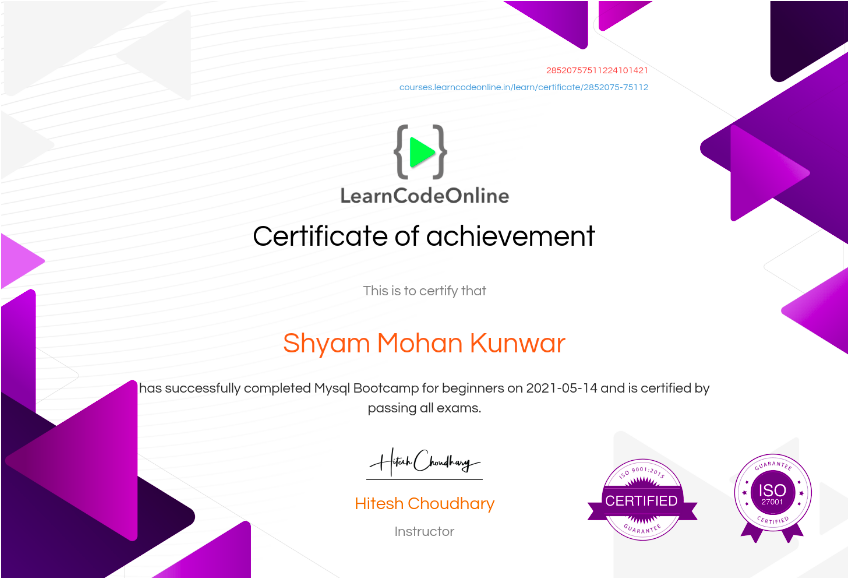 28520757511224101421
courses.learncodeonline.in/learn/certificate/2852075-75112
LearnCodeOnline
Certificate of achievement
This is to certify that
Shyam Mohan Kunwar
has successfully completed Mysql Bootcamp for beginners on 2021-05-14 and is certified by
passing all exams.
Hitesh Choudhary
Hitesh Choudhary
Instructor
ISO 9001:2015
CERTIFIED
GUARANTEE
GUARANTEE
ISO
27001
CERTIFIED